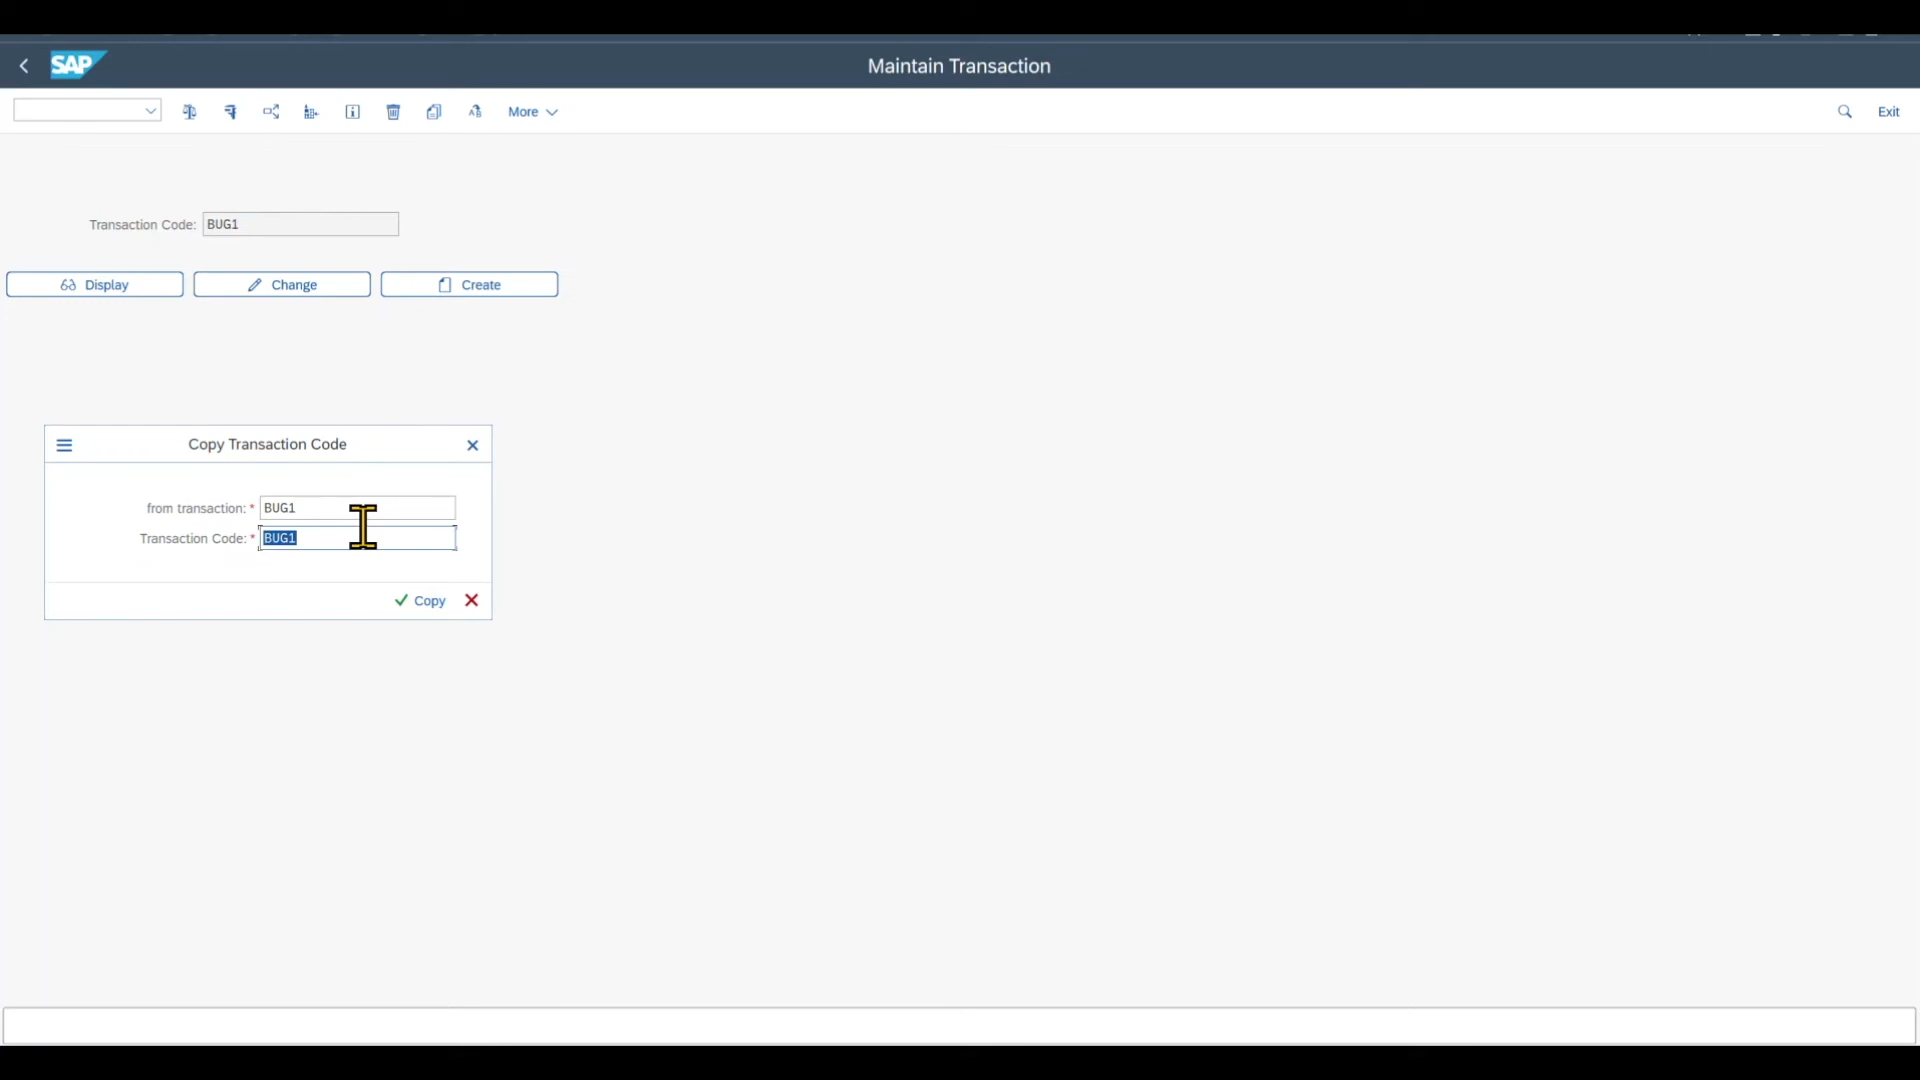 SAP
Maintain Transaction
More
Exit
Transaction Code: BUG1
Display
Change
Create
Copy Transaction Code
from transaction: * BUG1
Transaction Code: * BUG1
Copy